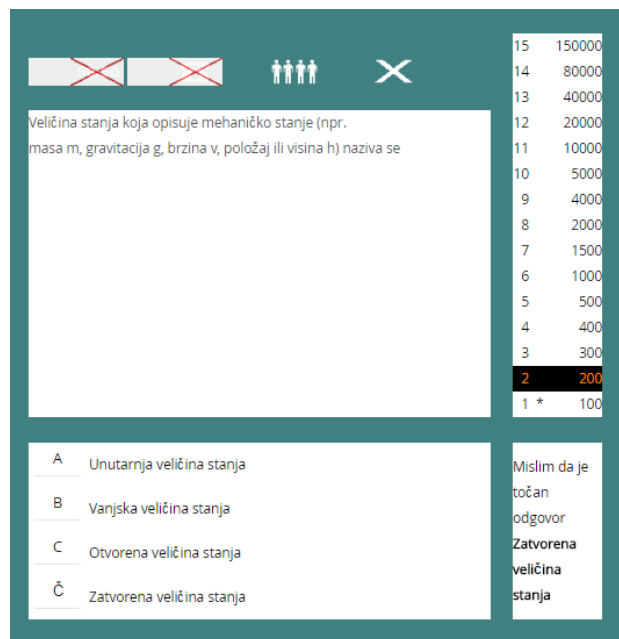 Veličina stanja koja opisuje mehaničko stanje (npr.
masa m, gravitacija g, brzina v, položaj ili visina h) naziva se
15 150000
14 80000
13 40000
12 20000
11 10000
10 5000
9 4000
8 2000
7 1500
6 1000
5 500
4 400
3 300
2 200
1 * 100
A Unutarnja veličina stanja
B Vanjska veličina stanja
C Otvorena veličina stanja
Č Zatvorena veličina stanja
Mislim da je
točan
odgovor
Zatvorena
veličina
stanja